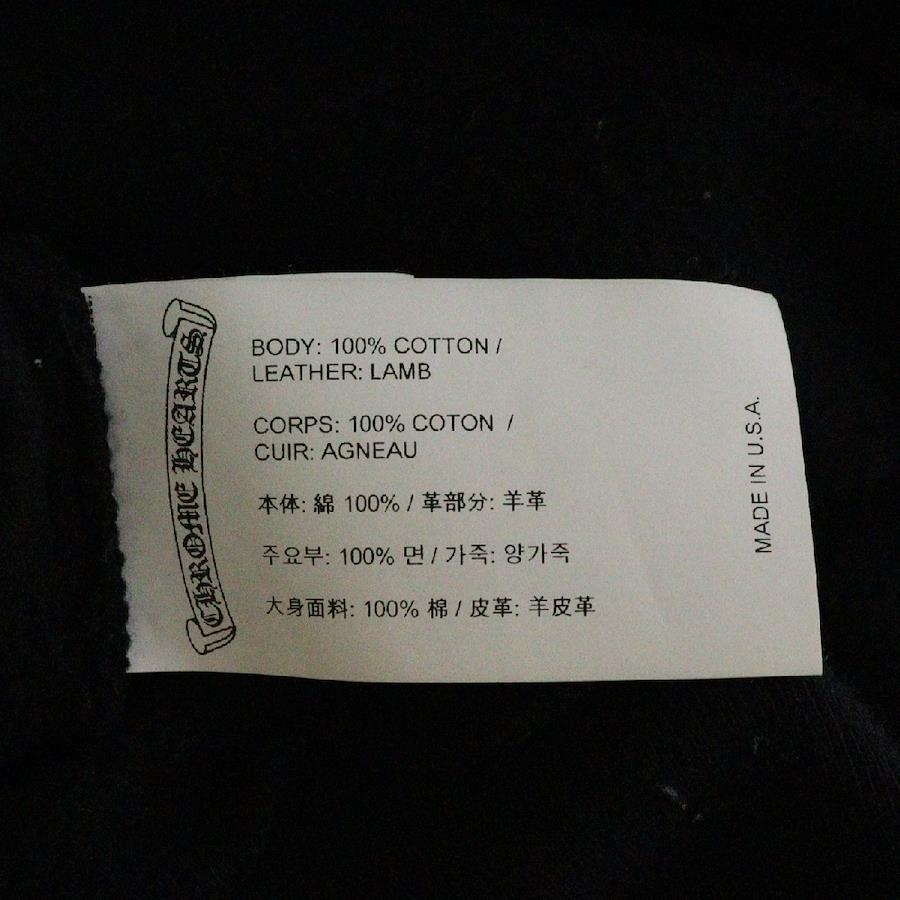 CHROME HEARTS
BODY: 100% COTTON /
LEATHER: LAMB
CORPS: 100% COTON /
CUIR: AGNEAU
本体: 綿 100% / 革部分: 羊革
주요부: 100% 면 / 가죽: 양가죽
大身面料: 100% 棉 / 皮革: 羊皮革
MADE IN U.S.A.